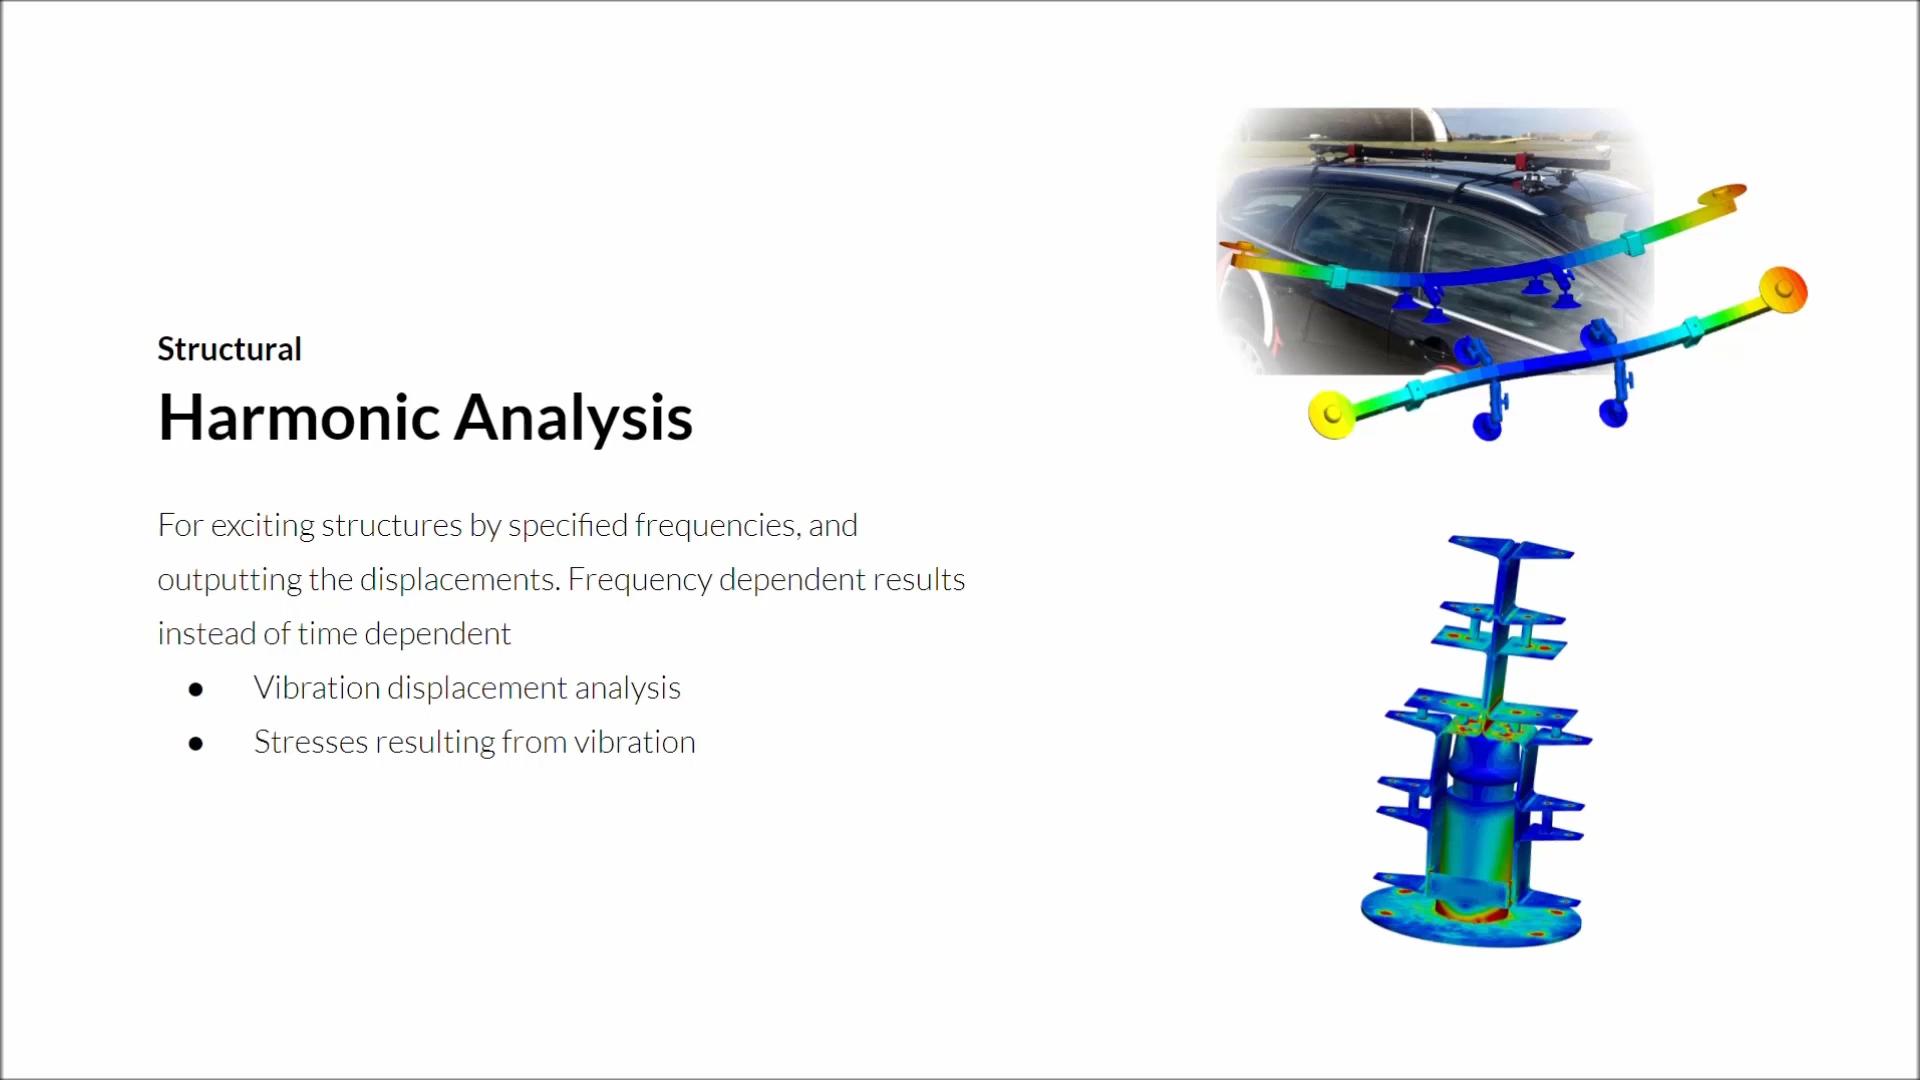 Structural
Harmonic Analysis
For exciting structures by specified frequencies, and
outputting the displacements. Frequency dependent results
instead of time dependent
● Vibration displacement analysis
● Stresses resulting from vibration